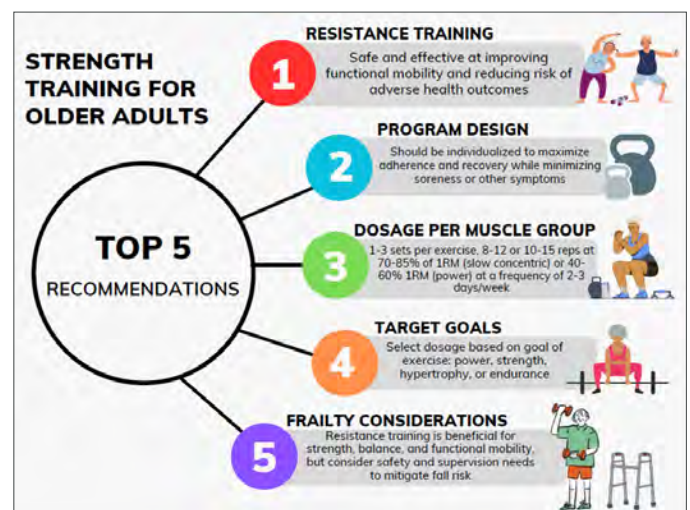 STRENGTH
TRAINING FOR
OLDER ADULTS
TOP 5
RECOMMENDATIONS
1
RESISTANCE TRAINING
Safe and effective at improving
functional mobility and reducing risk of
adverse health outcomes
2
PROGRAM DESIGN
Should be individualized to maximize
adherence and recovery while minimizing
soreness or other symptoms
3
DOSAGE PER MUSCLE GROUP
1-3 sets per exercise, 8-12 or 10-15 reps at
70-85% of 1RM (slow concentric) or 40-
60% 1RM (power) at a frequency of 2-3
days/week
4
TARGET GOALS
Select dosage based on goal of
exercise: power, strength,
hypertrophy, or endurance
5
FRAILTY CONSIDERATIONS
Resistance training is beneficial for
strength, balance, and functional mobility,
but consider safety and supervision needs
to mitigate fall risk